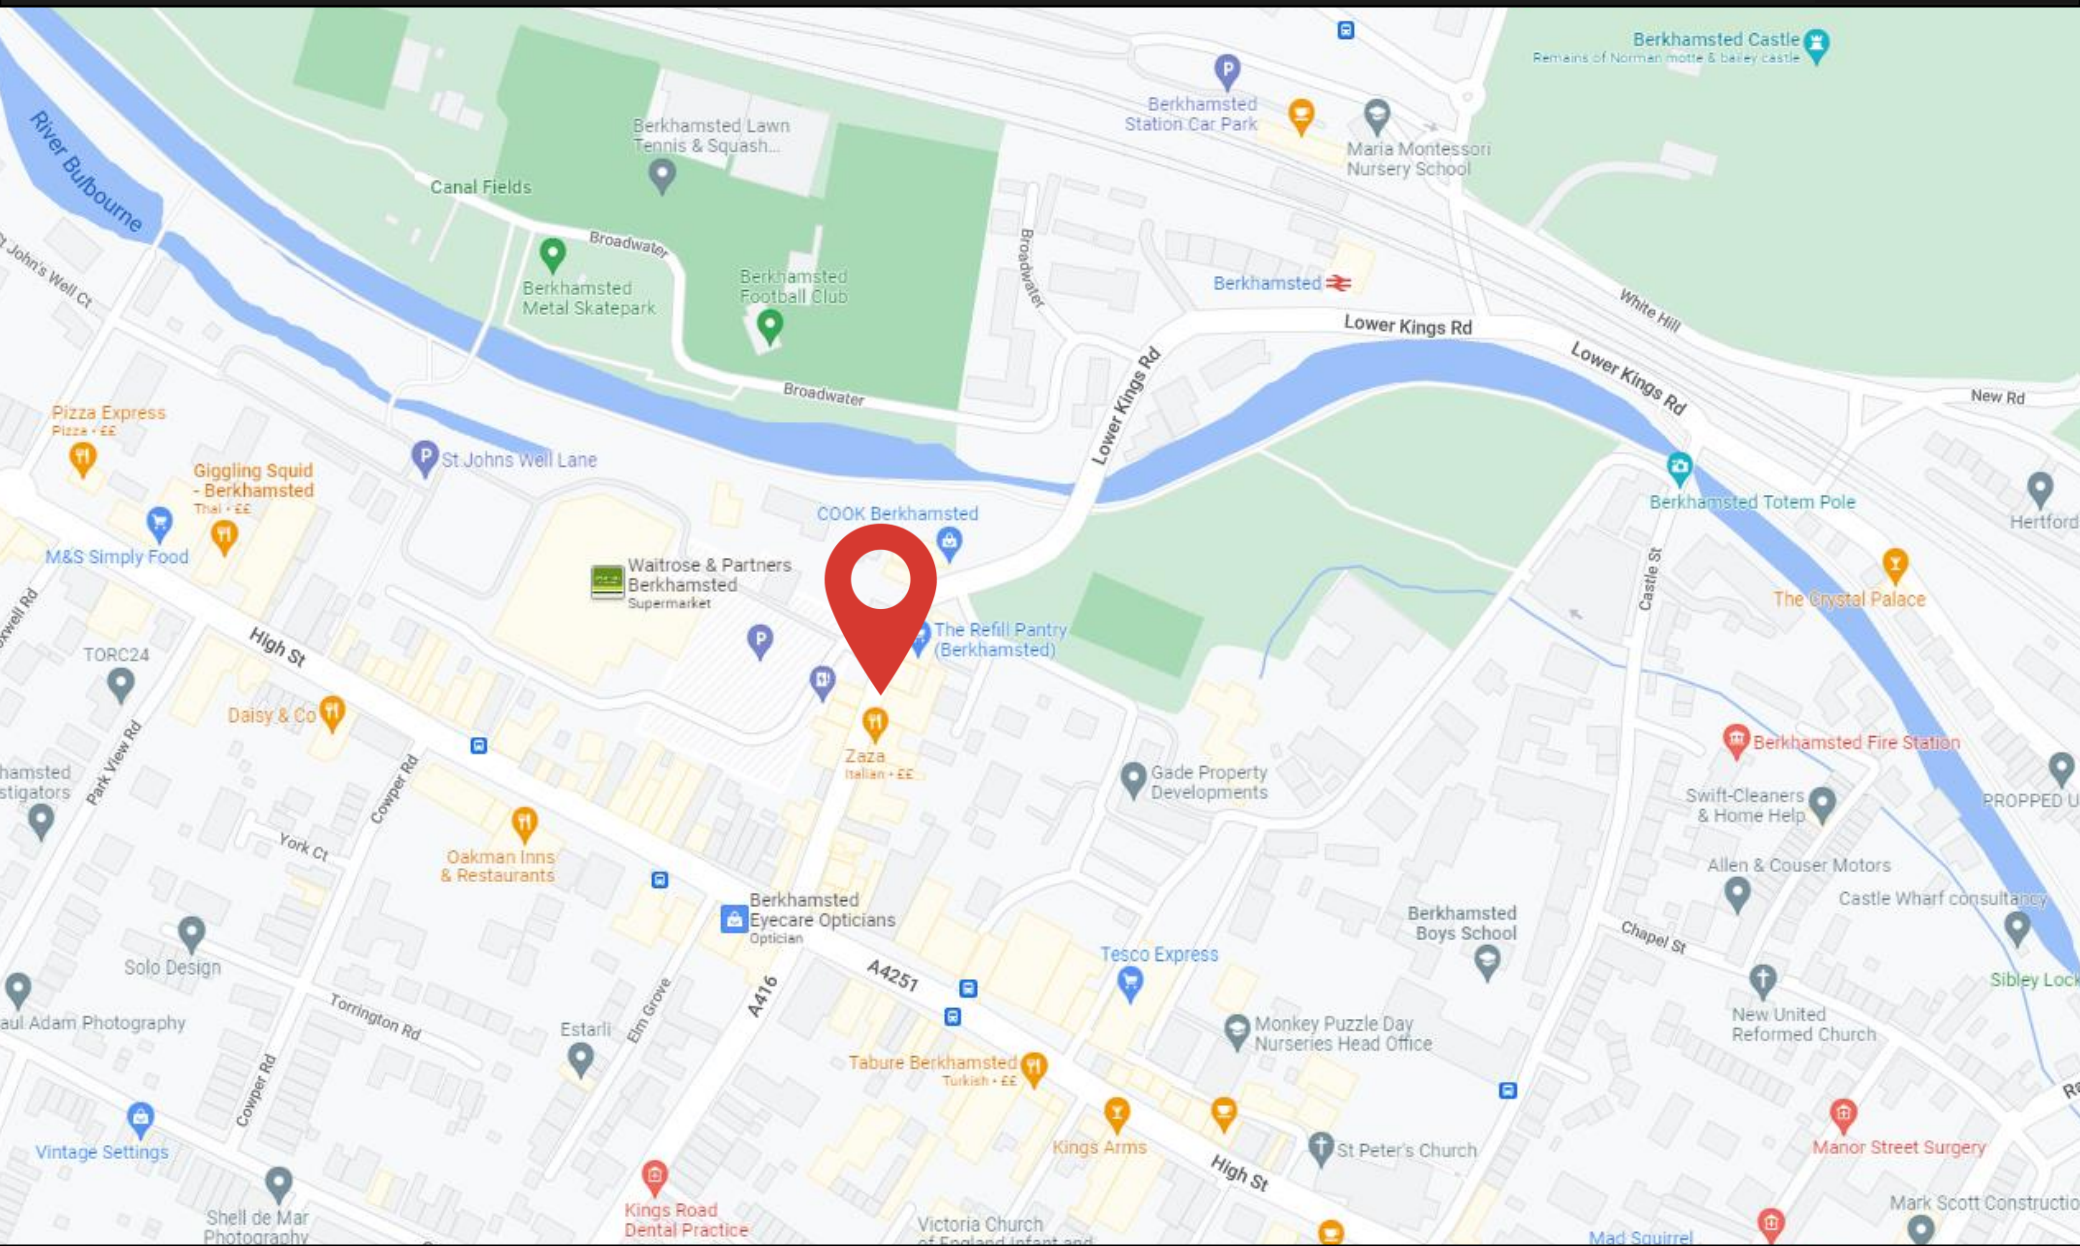 Berkhamsted Castle
Remains of Norman motte & bailey castle
Berkhamsted
Station Car Park
Maria Montessori
Nursery School
Berkhamsted Lawn
Tennis & Squash...
River Bulbourne
Canal Fields
Broadwater
Berkhamsted
Metal Skatepark
Berkhamsted
Football Club
Broadwater
Broadwater
Berkhamsted
Lower Kings Rd
White Hill
Lower Kings Rd
Lower Kings Rd
New Rd
John's Well Ct
Pizza Express
Pizza • ££
Giggling Squid
- Berkhamsted
Thai • ££
St Johns Well Lane
M&S Simply Food
COOK Berkhamsted
Waitrose & Partners
Berkhamsted
Supermarket
The Refill Pantry
(Berkhamsted)
Berkhamsted Totem Pole
Hertford
Castle St
The Crystal Palace
High St
TORC24
Daisy & Co
Park View Rd
Cowper Rd
Zaza
Italian • ££
Gade Property
Developments
Berkhamsted Fire Station
Swift-Cleaners
& Home Help
PROPPED U
hamsted
stigators
York Ct
Oakman Inns
& Restaurants
Berkhamsted
Eyecare Opticians
Optician
Allen & Couser Motors
Castle Wharf consultancy
Berkhamsted
Boys School
Chapel St
Solo Design
A4251
Tesco Express
Sibley Lock
A416
Elm Grove
Torrington Rd
Estarli
aul Adam Photography
Monkey Puzzle Day
Nurseries Head Office
New United
Reformed Church
Tabure Berkhamsted
Turkish • ££
Cowper Rd
Vintage Settings
Kings Arms
St Peter's Church
High St
Manor Street Surgery
Kings Road
Dental Practice
Shell de Mar
Photography
Victoria Church
of England Infant and
Mad Squirrel
Mark Scott Constructio